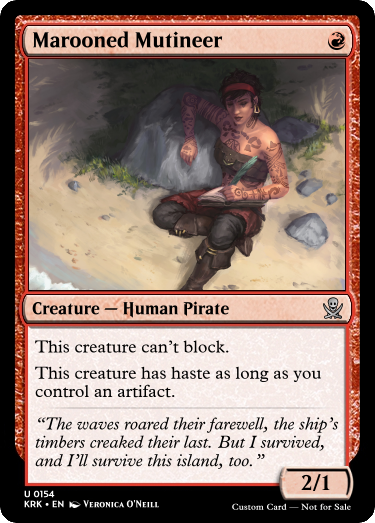 Marooned Mutineer
Creature — Human Pirate
This creature can't block.
This creature has haste as long as you
control an artifact.
“The waves roared their farewell, the ship's
timbers creaked their last. But I survived,
and I'll survive this island, too.”
2/1
U 0154
KRK • EN Veronica O'Neill
Custom Card — Not for Sale